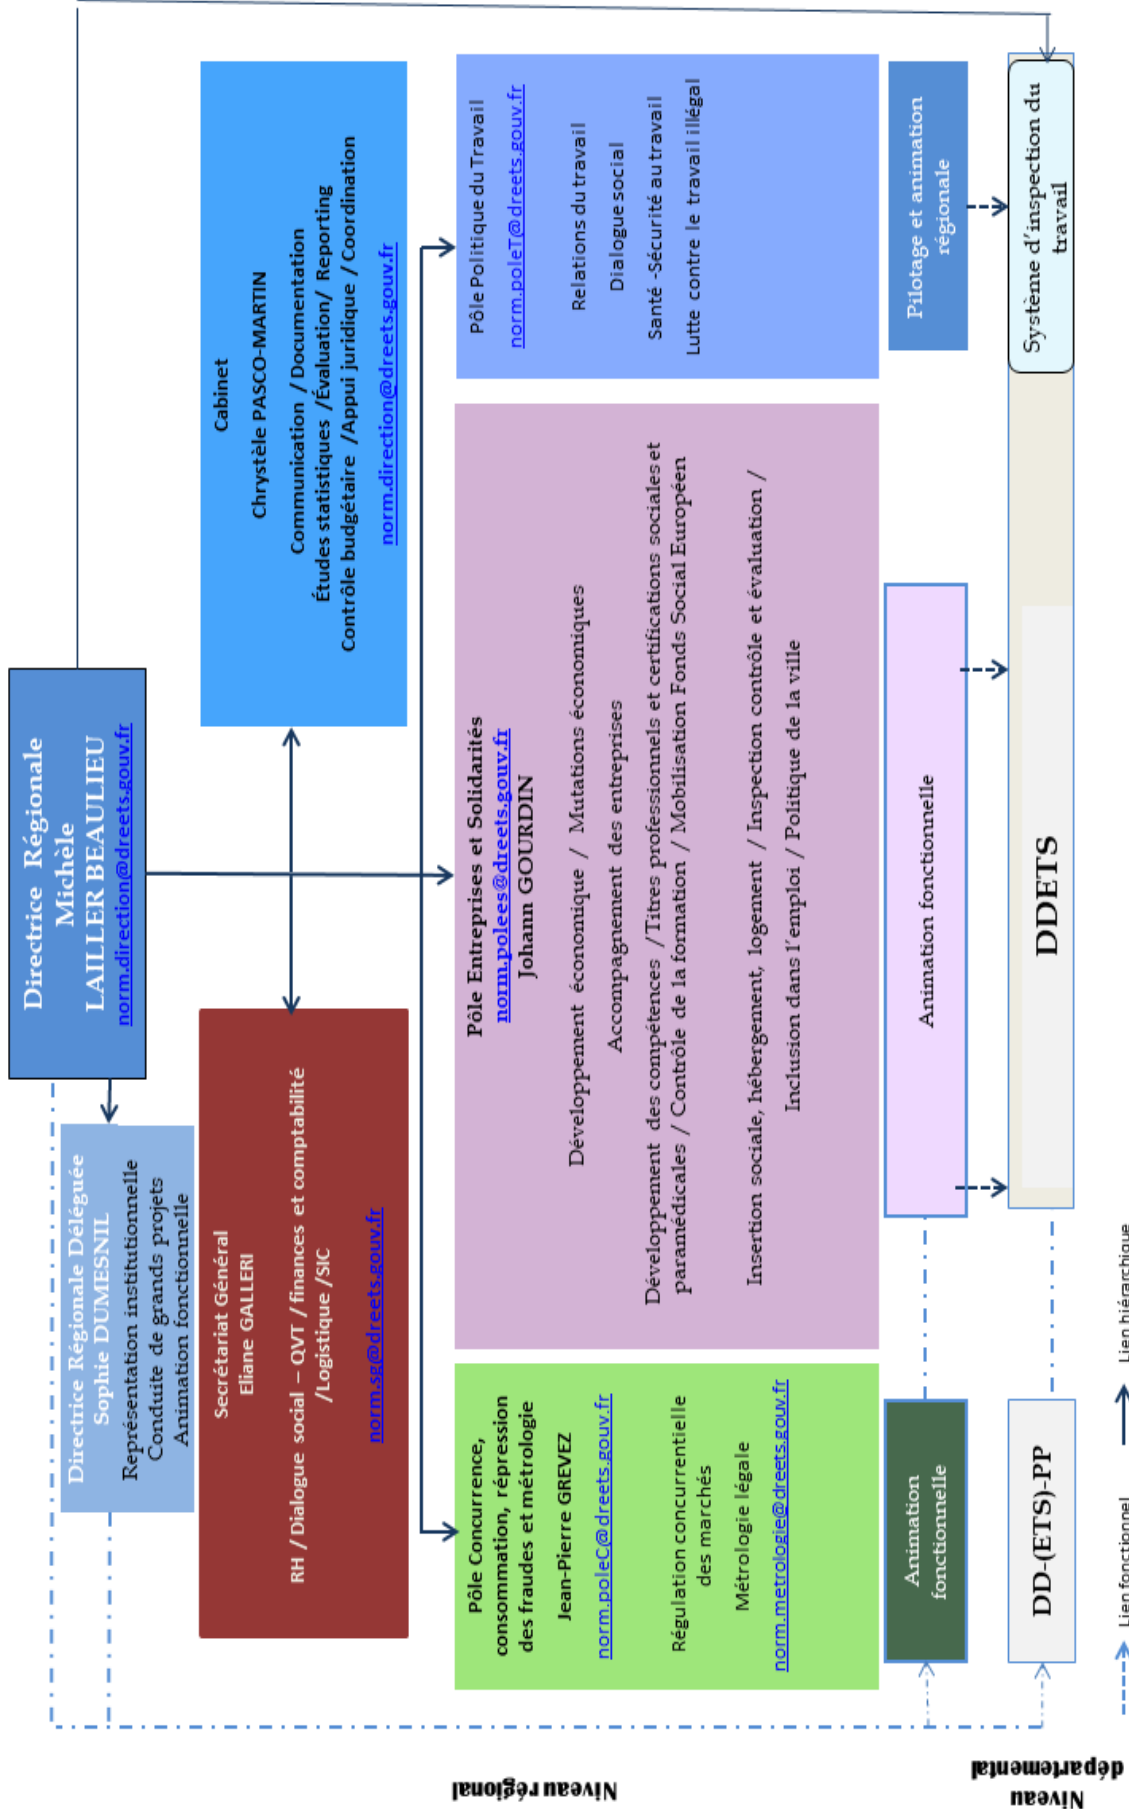 Directrice Régionale
Michèle
LAILLER BEAULIEU
norm.direction@dreets.gouv.fr
Directrice Régionale Déléguée
Sophie DUMESNIL
Représentation institutionnelle
Conduite de grands projets
Animation fonctionnelle
Secrétariat Général
Eliane GALLERI
RH / Dialogue social – QVT / finances et comptabilité
/Logistique /SIC
norm.sg@dreets.gouv.fr
Cabinet
Chrystèle PASCO-MARTIN
Communication / Documentation
Études statistiques /Évaluation/ Reporting
Contrôle budgétaire /Appui juridique / Coordination
norm.direction@dreets.gouv.fr
Niveau régional
Pôle Concurrence,
consommation, répression
des fraudes et métrologie
Jean-Pierre GREVEZ
norm.poleC@dreets.gouv.fr
Régulation concurrentielle
des marchés
Métrologie légale
norm.metrologie@dreets.gouv.fr
Pôle Entreprises et Solidarités
norm.polees@dreets.gouv.fr
Johann GOURDIN
Développement économique / Mutations économiques
Accompagnement des entreprises
Développement des compétences /Titres professionnels et certifications sociales et
paramédicales / Contrôle de la formation / Mobilisation Fonds Social Européen
Insertion sociale, hébergement, logement / Inspection contrôle et évaluation /
Inclusion dans l'emploi / Politique de la ville
Pôle Politique du Travail
norm.poleT@dreets.gouv.fr
Relations du travail
Dialogue social
Santé -Sécurité au travail
Lutte contre le travail illégal
Animation
fonctionnelle
Animation fonctionnelle
Pilotage et animation
régionale
Niveau
départemental
DD-(ETS)-PP
DDETS
Système d'inspection du
travail
Lien fonctionnel
Lien hiérarchique